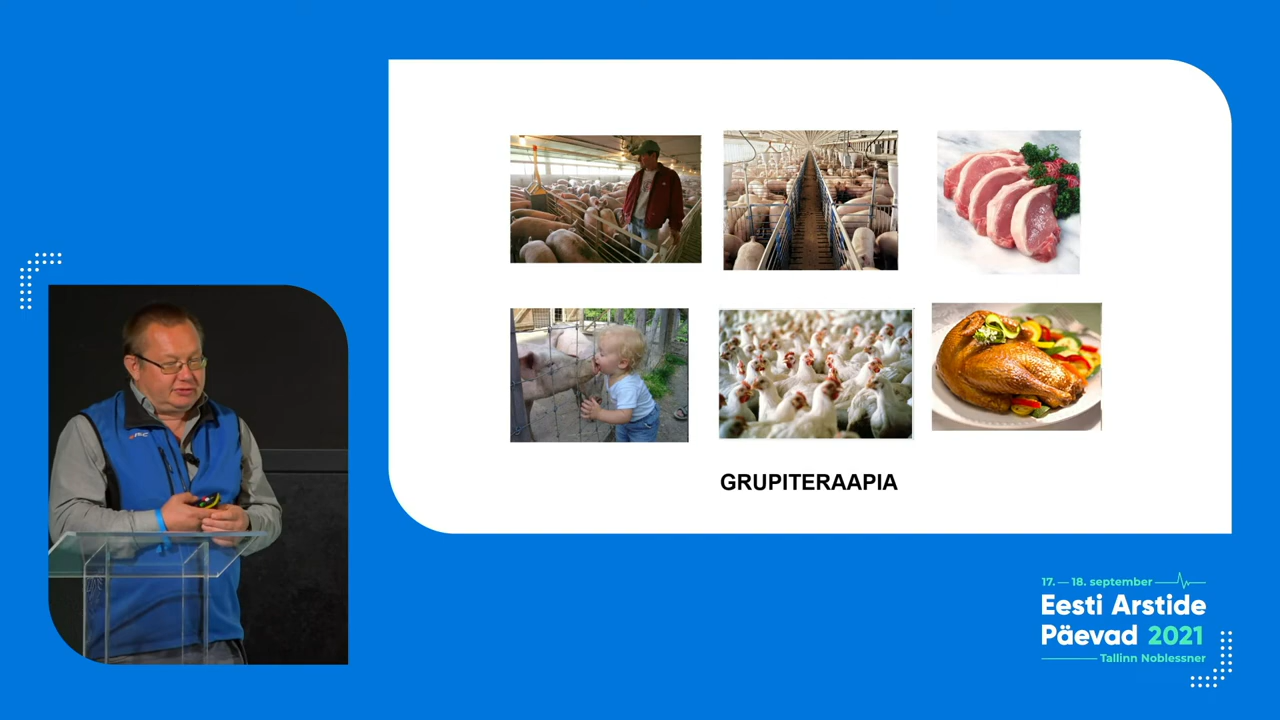 GRUPITERAAPIA
17. — 18. september
Eesti Arstide
Päevad 2021
Tallinn Noblessner